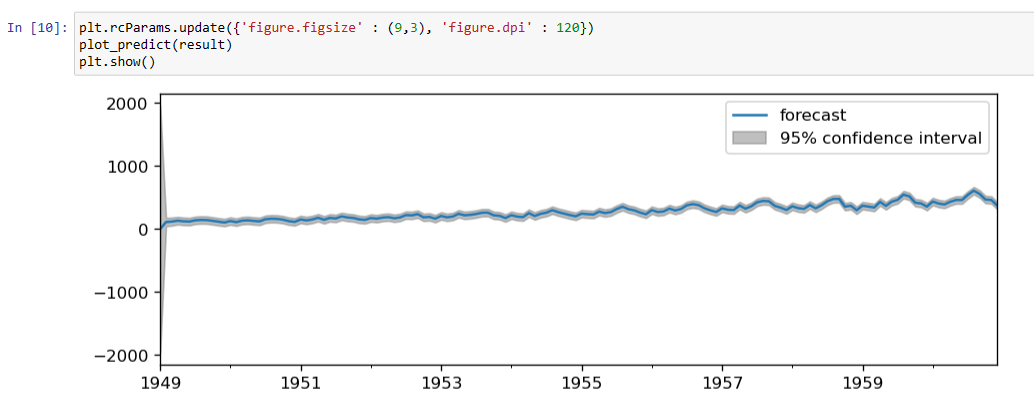 In [10]: plt.rcParams.update({'figure.figsize' : (9,3), 'figure.dpi' : 120})
plot_predict(result)
plt.show()
2000
1000
0
−1000
−2000
forecast
95% confidence interval
1949 1951 1953 1955 1957 1959